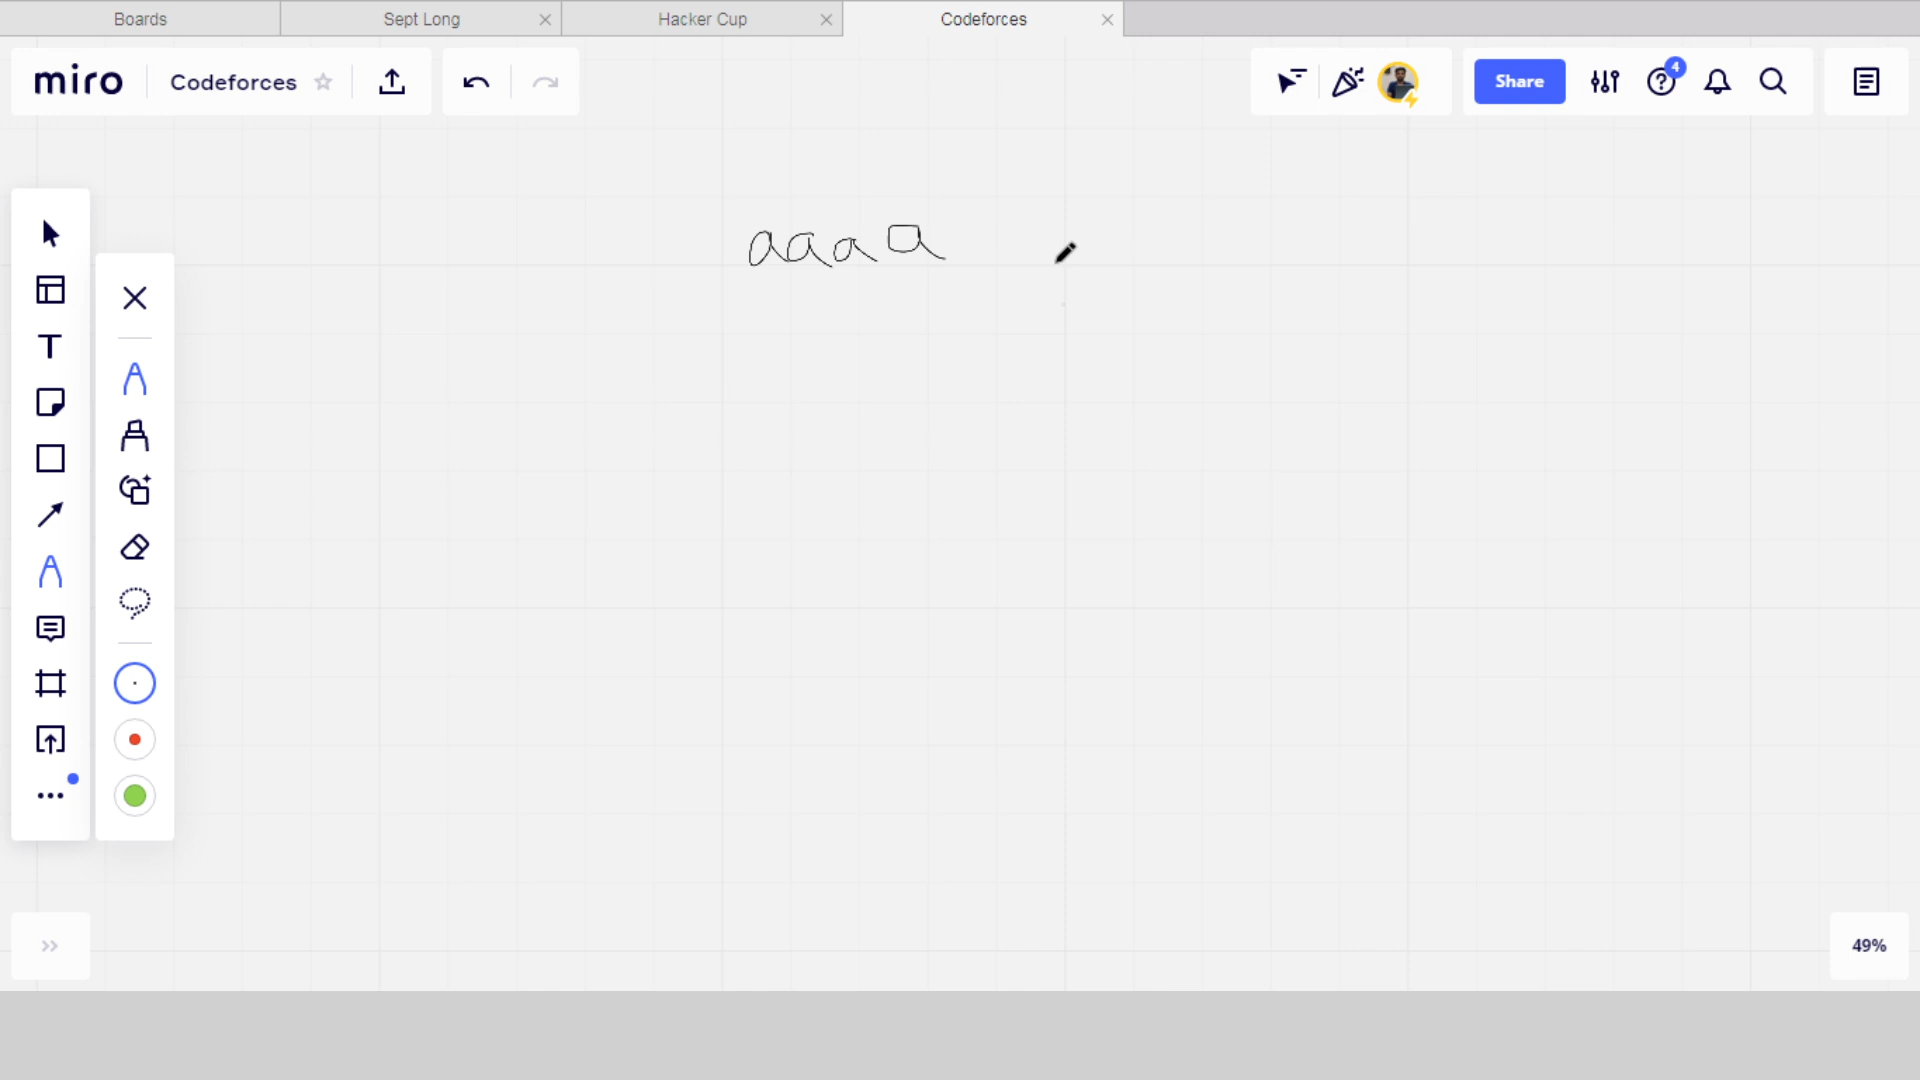 Boards Sept Long Hacker Cup Codeforces
miro Codeforces Share 4
aaaa
T
49%